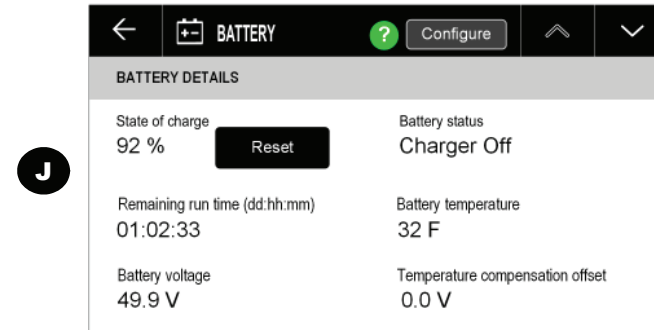 BATTERY ? Configure
BATTERY DETAILS
State of charge Battery status
92 % Reset Charger Off
J
Remaining run time (dd:hh:mm) Battery temperature
01:02:33 32 F
Battery voltage Temperature compensation offset
49.9 V 0.0 V